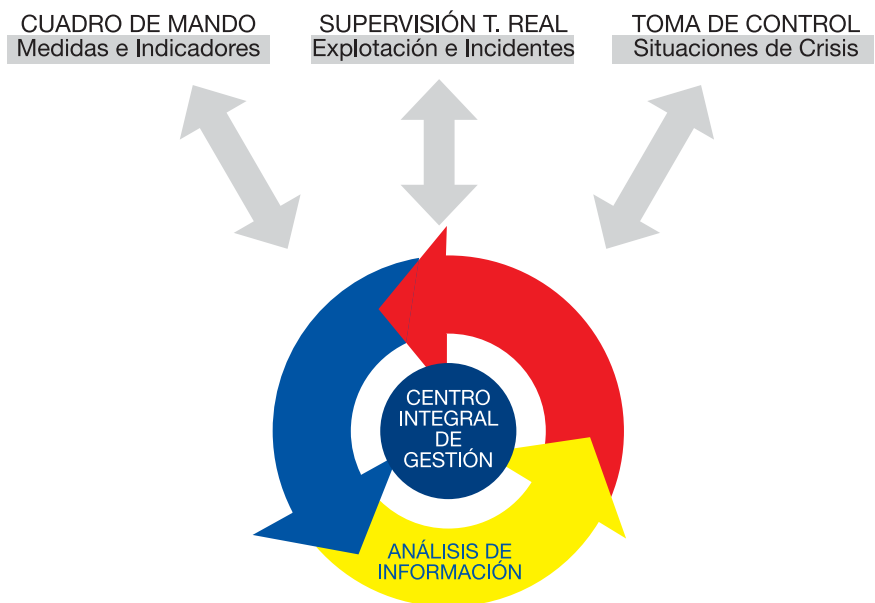 CUADRO DE MANDO
Medidas e Indicadores
SUPERVISIÓN T. REAL
Explotación e Incidentes
TOMA DE CONTROL
Situaciones de Crisis
CENTRO
INTEGRAL
DE
GESTIÓN
ANÁLISIS DE
INFORMACIÓN